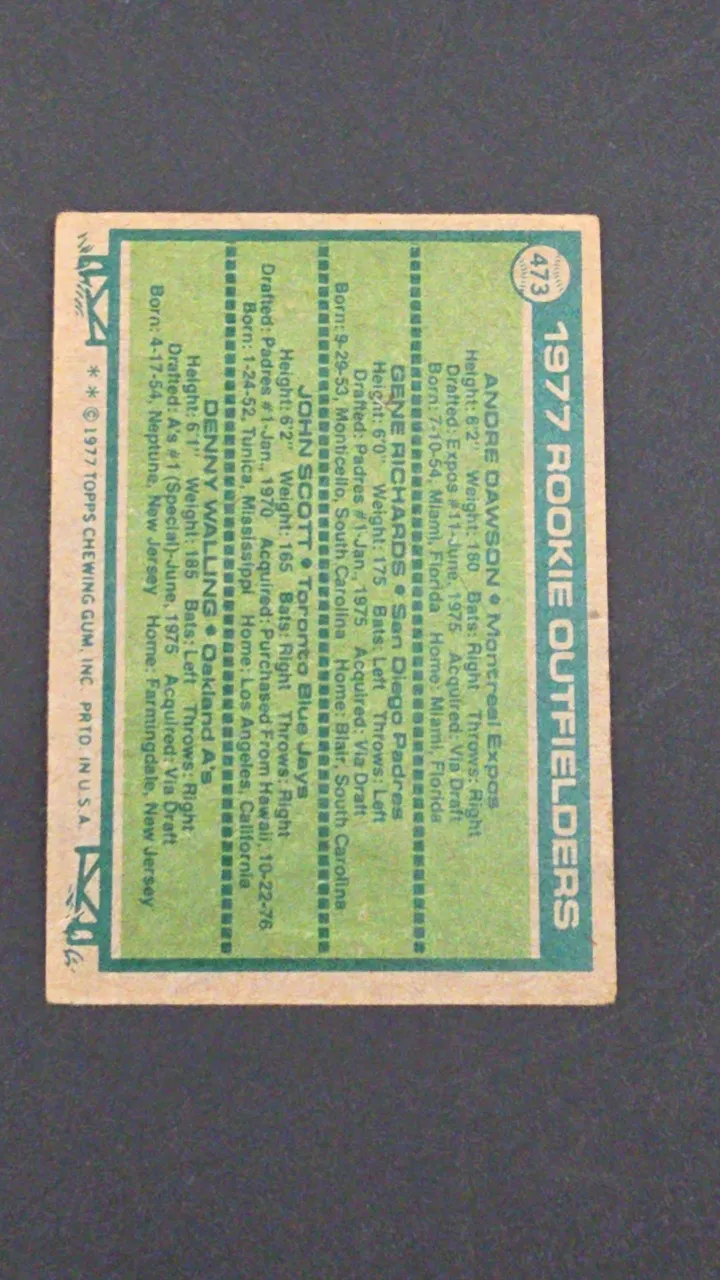 473
1977 ROOKIE OUTFIELDERS
ANDRE DAWSON • Montreal Expos
Height: 6'2" Weight: 180 Bats: Right Throws: Right
Drafted: Expos #11-June, 1975 Acquired: Via Draft
Born: 7-10-54, Miami, Florida Home: Miami, Florida
GENE RICHARDS • San Diego Padres
Height: 6'0" Weight: 175 Bats Left Throws: Left
Drafted: Padres #1-Jan., 1975 Acquired: Via Draft
Born: 9-29-53, Monticello, South Carolina Home: Blair, South Carolina
JOHN SCOTT • Toronto Blue Jays
Height: 6'2" Weight: 165 Bats: Right Throws: Right
Drafted: Padres #1-Jan., 1970 Acquired: Purchased From Hawaii, 10-22-76
Born: 1-24-52, Tunica, Mississippi Home: Los Angeles, California
DENNY WALLING • Oakland A's
Height: 6'1" Weight: 185 Bats: Left Throws: Right
Drafted: A's #1 (Special)-June, 1975 Acquired: Via Draft
Born: 4-17-54, Neptune, New Jersey Home: Farmingdale, New Jersey
* * © 1977 TOPPS CHEWING GUM, INC. PRTD. IN U.S.A.